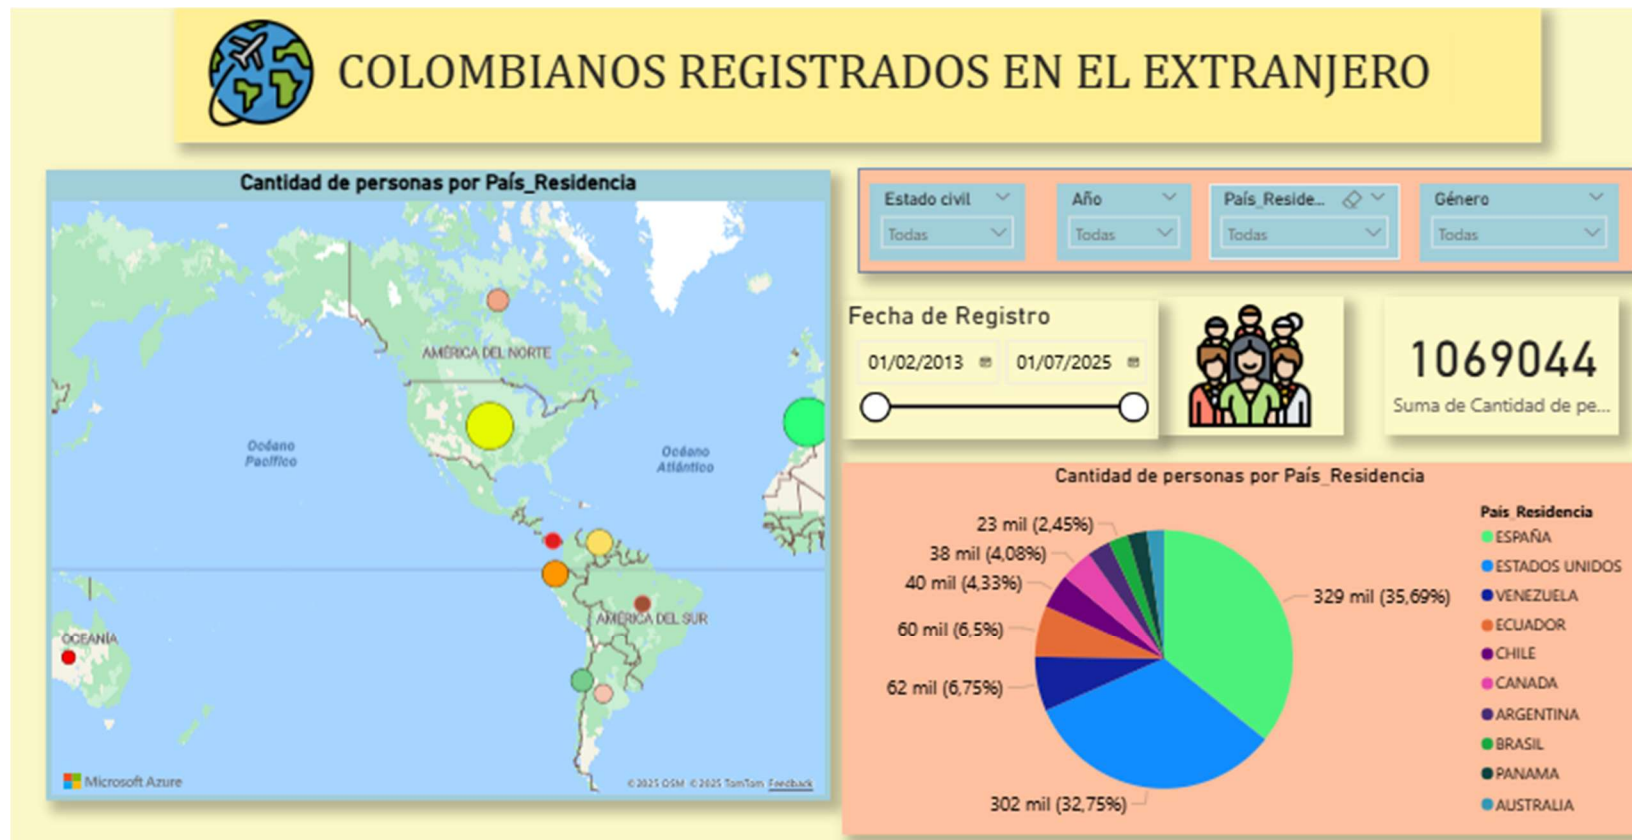 COLOMBIANOS REGISTRADOS EN EL EXTRANJERO
Cantidad de personas por País_Residencia
AMÉRICA DEL NORTE
Océano
Pacífico
Océano
Atlántico
AMÉRICA DEL SUR
OCEANÍA
Microsoft Azure
©2025 OSM ©2025 TomTom Feedback
Estado civil
Todas
Año
Todas
País_Reside...
Todas
Género
Todas
Fecha de Registro
01/02/2013
01/07/2025
1069044
Suma de Cantidad de pe...
Cantidad de personas por País_Residencia
23 mil (2,45%)
38 mil (4,08%)
40 mil (4,33%)
60 mil (6,5%)
62 mil (6,75%)
302 mil (32,75%)
329 mil (35,69%)
País_Residencia
ESPAÑA
ESTADOS UNIDOS
VENEZUELA
ECUADOR
CHILE
CANADA
ARGENTINA
BRASIL
PANAMA
AUSTRALIA